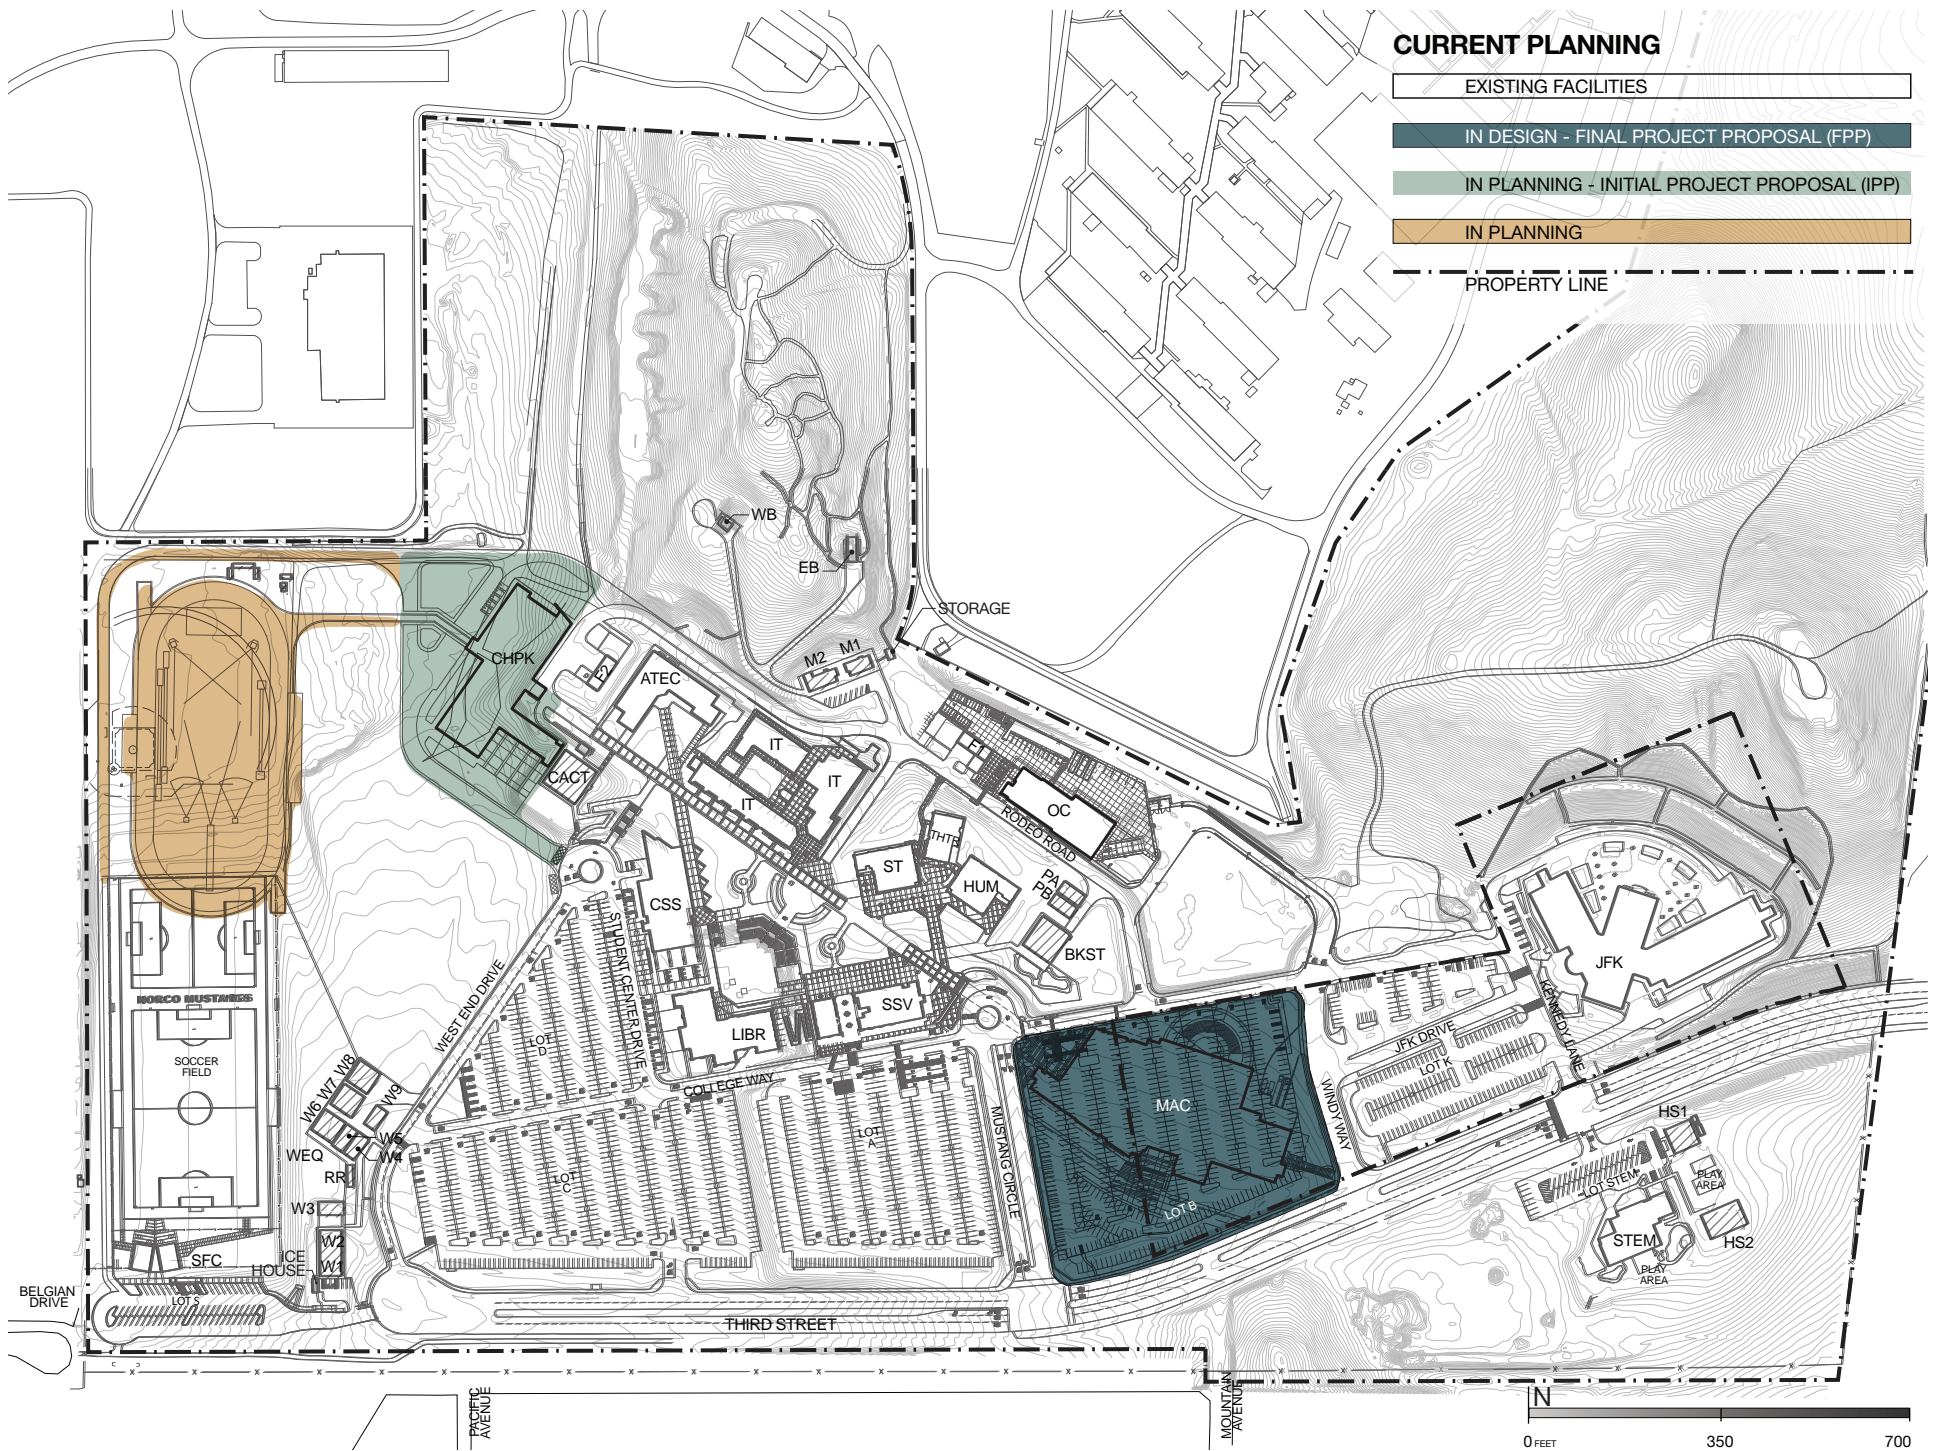 CURRENT PLANNING
EXISTING FACILITIES
IN DESIGN - FINAL PROJECT PROPOSAL (FPP)
IN PLANNING - INITIAL PROJECT PROPOSAL (IPP)
IN PLANNING
PROPERTY LINE
WB
EB
STORAGE
M2
M1
CHPK
F2
ATEC
IT
IT
IT
CACT
F1
OC
RODEO ROAD
THTR
ST
HUM
PA
PB
BKST
CSS
STUDENT CENTER DRIVE
WEST END DRIVE
LIBR
SSV
JFK
KENNEDY LANE
JFK DRIVE
LOT K
WINDY WAY
NORCO MUSTANGS
SOCCER
FIELD
LOT
D
COLLEGE WAY
MUSTANG CIRCLE
MAC
LOT B
LOT
A
LOT
C
W8
W7
W6
W9
W5
W4
WEQ
RR
W3
W2
W1
ICE
HOUSE
SFC
LOT S
BELGIAN
DRIVE
THIRD STREET
HS1
PLAY
AREA
LOT STEM
STEM
HS2
PLAY
AREA
PACIFIC
AVENUE
MOUNTAIN
AVENUE
N
0 FEET
350
700